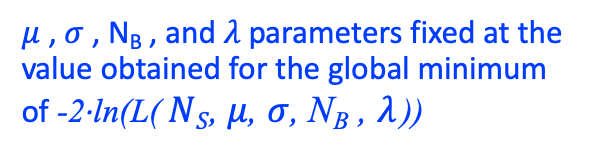 μ , σ , N_B , and λ parameters fixed at the
value obtained for the global minimum
of -2·ln(L( N_S, μ, σ, N_B , λ))